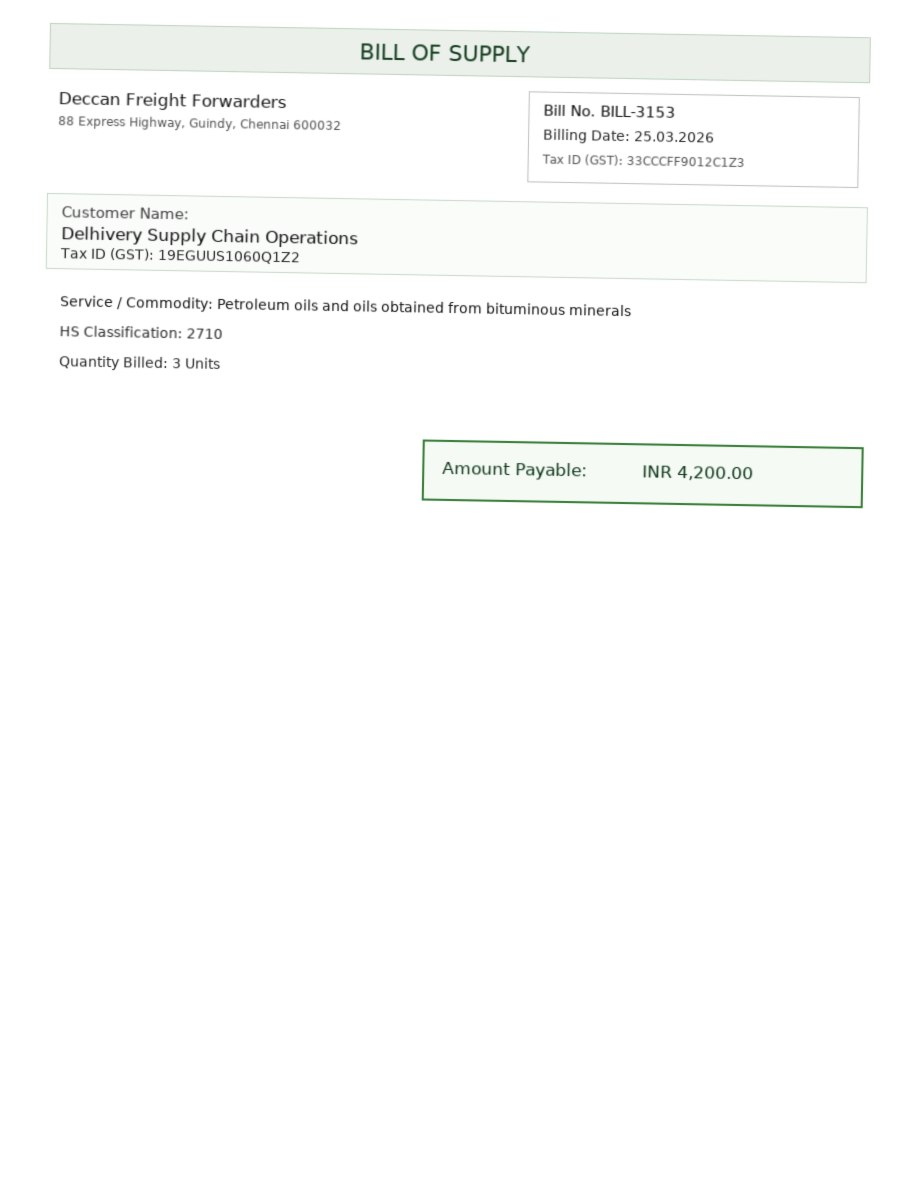 BILL OF SUPPLY
Deccan Freight Forwarders
88 Express Highway, Guindy, Chennai 600032
Bill No. BILL-3153
Billing Date: 25.03.2026
Tax ID (GST): 33CCCFF9012C1Z3
Customer Name:
Delhivery Supply Chain Operations
Tax ID (GST): 19EGUUS1060Q1Z2
Service / Commodity: Petroleum oils and oils obtained from bituminous minerals
HS Classification: 2710
Quantity Billed: 3 Units
Amount Payable: INR 4,200.00